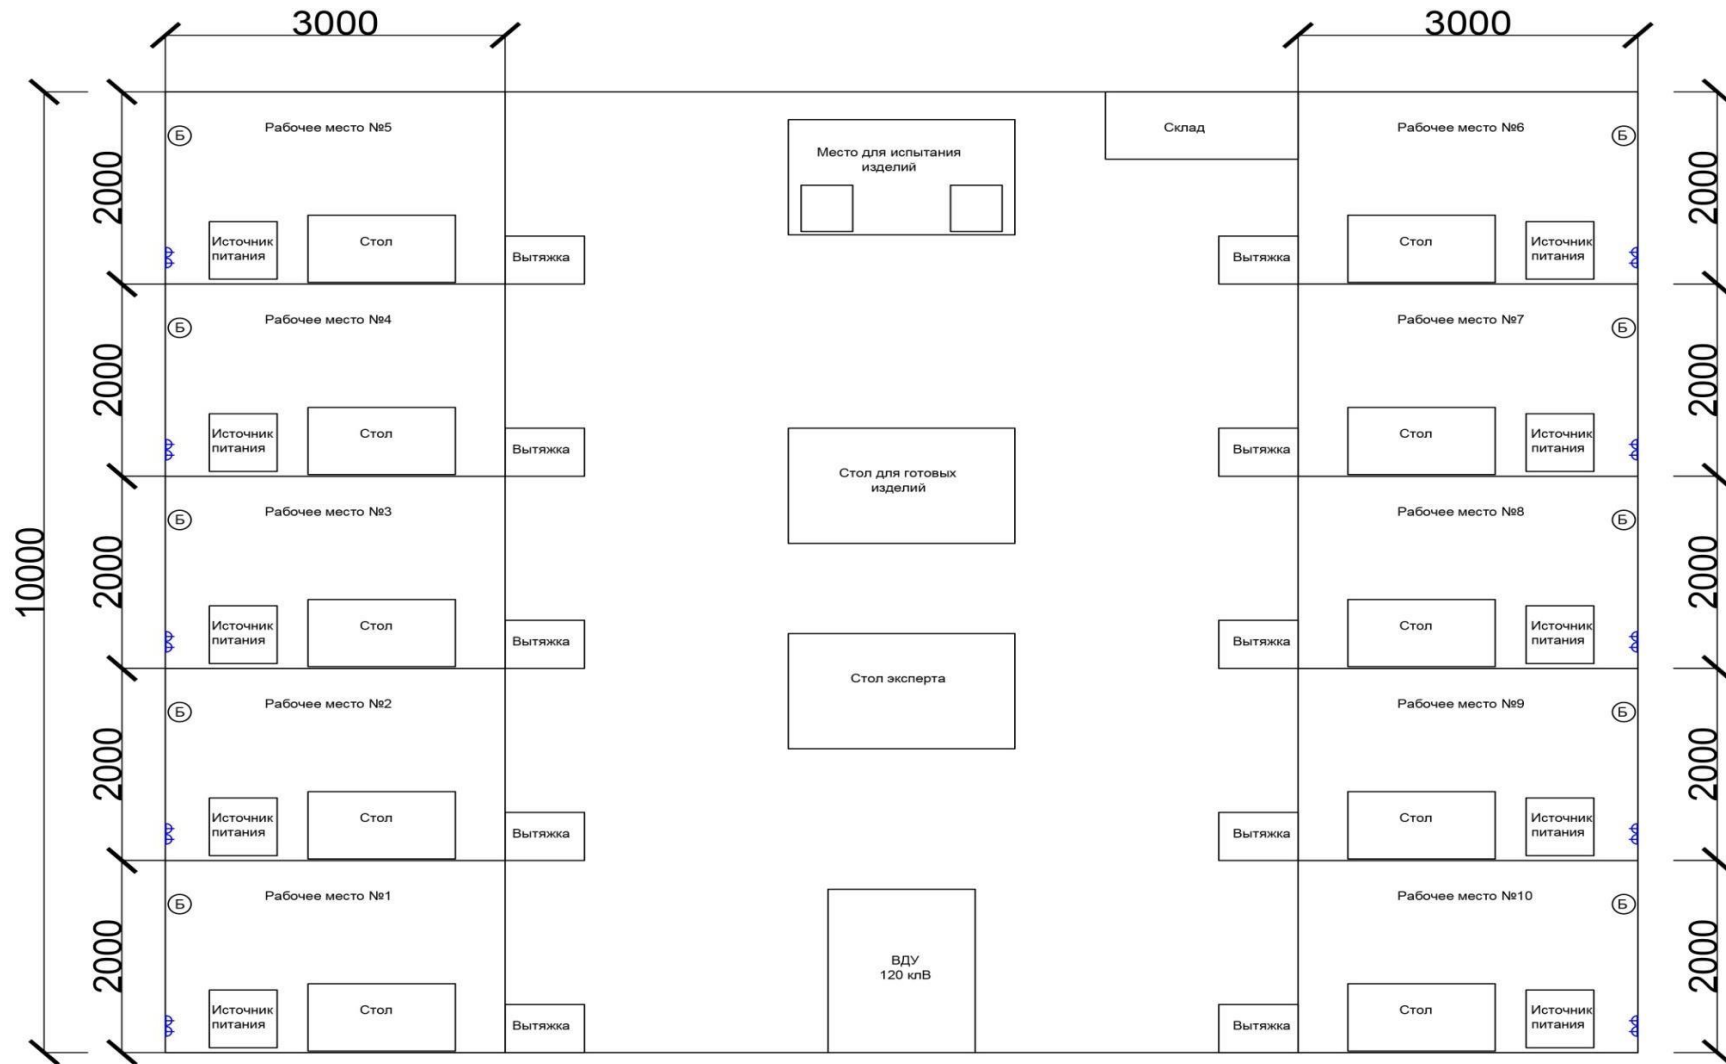 3000
3000
Б
Рабочее место №5
Место для испытания
изделий
Склад
Рабочее место №6
Б
2000
2000
Источник
питания
Стол
Вытяжка
Вытяжка
Стол
Источник
питания
Б
Рабочее место №4
Рабочее место №7
Б
2000
2000
Источник
питания
Стол
Вытяжка
Стол для готовых
изделий
Вытяжка
Стол
Источник
питания
10000
Б
Рабочее место №3
Рабочее место №8
Б
2000
2000
Источник
питания
Стол
Вытяжка
Стол эксперта
Вытяжка
Стол
Источник
питания
Б
Рабочее место №2
Рабочее место №9
Б
2000
2000
Источник
питания
Стол
Вытяжка
Вытяжка
Стол
Источник
питания
Б
Рабочее место №1
Рабочее место №10
Б
2000
2000
ВДУ
120 клВ
Источник
питания
Стол
Вытяжка
Вытяжка
Стол
Источник
питания